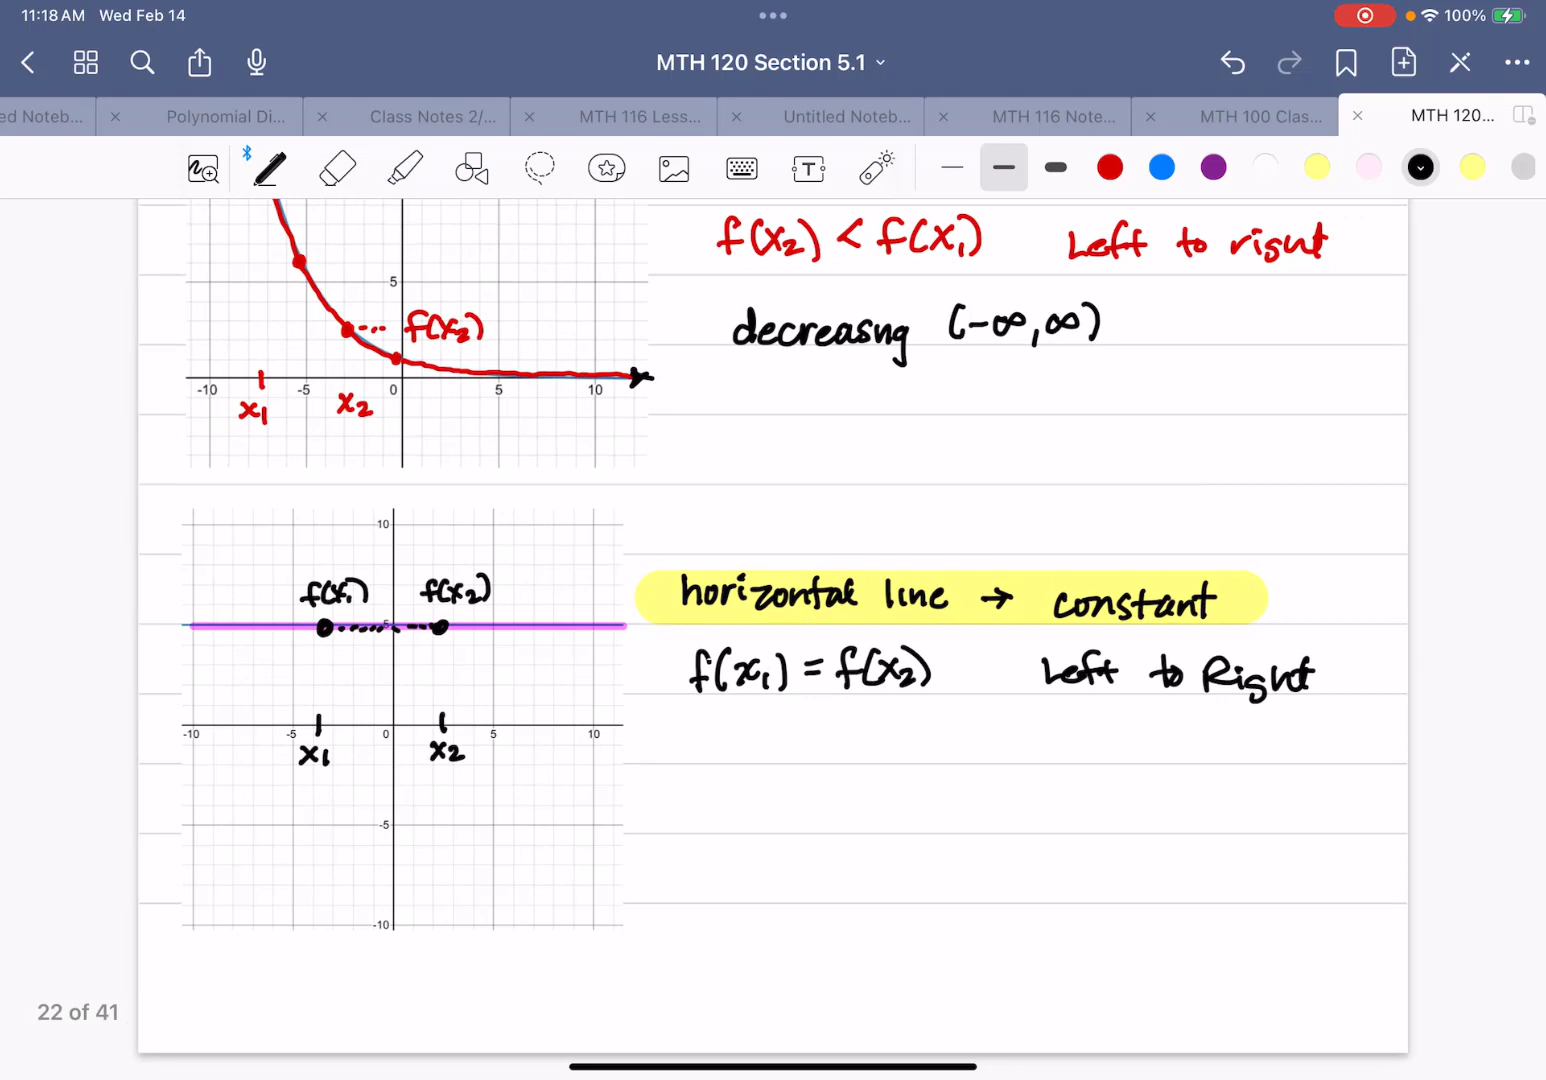 11:18 AM Wed Feb 14
100%
MTH 120 Section 5.1
ed Noteb...
Polynomial Di...
Class Notes 2/...
MTH 116 Less...
Untitled Noteb...
MTH 116 Note...
MTH 100 Clas...
MTH 120...
f(x₂) < f(x₁) Left to right
5
f(x₂)
decreasng (-∞,∞)
-10 -5 0 5 10
x₁ x₂
10
f(x₁) f(x₂)
horizontal line → constant
5
f(x₁) = f(x₂) Left to Right
-10 -5 0 5 10
x₁ x₂
-5
-10
22 of 41